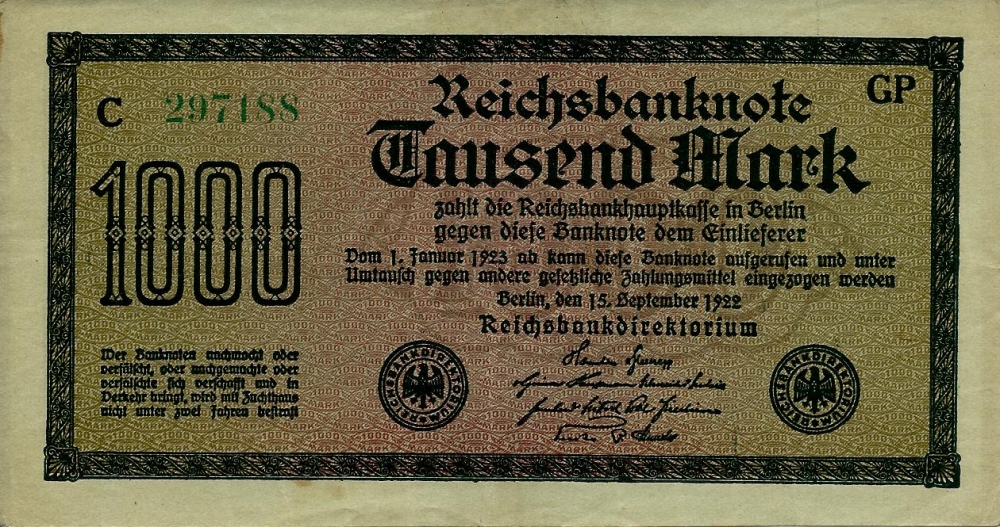 C 297188
GP
Reichsbanknote
Tausend Mark
1000
zahlt die Reichsbankhauptkasse in Berlin
gegen diese Banknote dem Einlieferer
Vom 1. Januar 1923 ab kann diese Banknote aufgerufen und unter
Umtausch gegen andere gesetzliche Zahlungsmittel eingezogen werden
Berlin, den 15. September 1922
Reichsbankdirektorium
Wer Banknoten nachmacht oder
verfälscht, oder nachgemachte oder
verfälschte sich verschafft und in
Verkehr bringt, wird mit Zuchthaus
nicht unter zwei Jahren bestraft
REICHSBANKDIREKTORIUM
REICHSBANKDIREKTORIUM